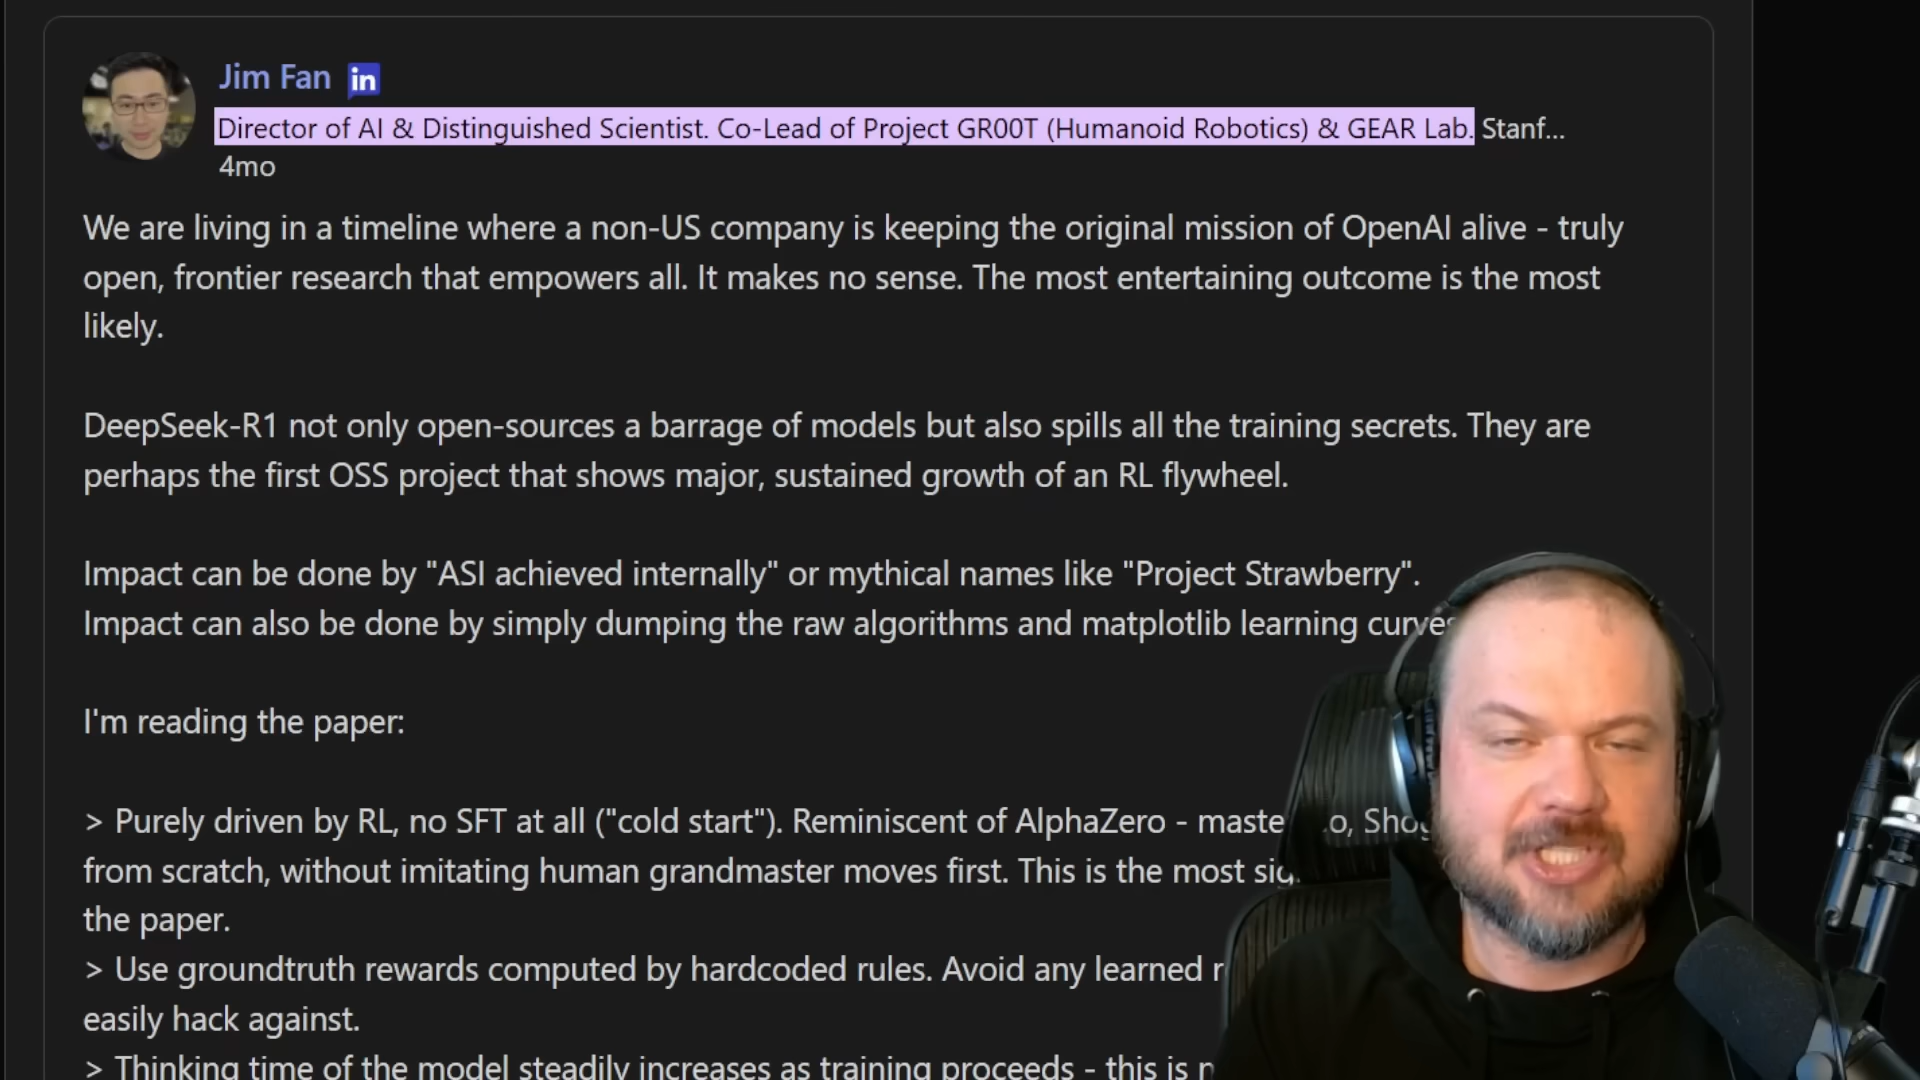 Jim Fan in
Director of AI & Distinguished Scientist. Co-Lead of Project GR00T (Humanoid Robotics) & GEAR Lab. Stanf...
4mo
We are living in a timeline where a non-US company is keeping the original mission of OpenAI alive - truly
open, frontier research that empowers all. It makes no sense. The most entertaining outcome is the most
likely.
DeepSeek-R1 not only open-sources a barrage of models but also spills all the training secrets. They are
perhaps the first OSS project that shows major, sustained growth of an RL flywheel.
Impact can be done by "ASI achieved internally" or mythical names like "Project Strawberry".
Impact can also be done by simply dumping the raw algorithms and matplotlib learning curves
I'm reading the paper:
> Purely driven by RL, no SFT at all ("cold start"). Reminiscent of AlphaZero -
from scratch, without imitating human grandmaster moves first. This is the most
the paper.
> Use groundtruth rewards computed by hardcoded rules. Avoid any learned
easily hack against.
> Thinking time of the model steadily increases as training proceeds - this is